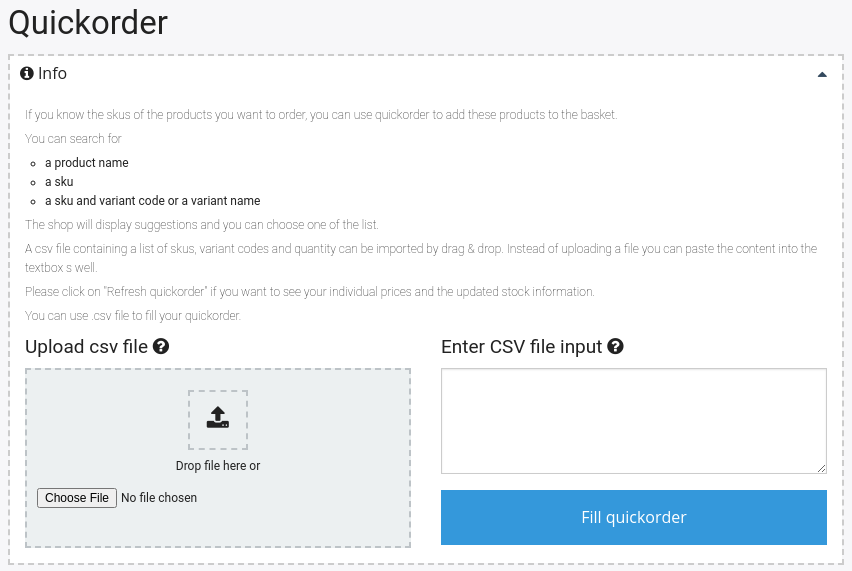 Quickorder
Info
If you know the skus of the products you want to order, you can use quickorder to add these products to the basket.
You can search for
a product name
a sku
a sku and variant code or a variant name
The shop will display suggestions and you can choose one of the list.
A csv file containing a list of skus, variant codes and quantity can be imported by drag & drop. Instead of uploading a file you can paste the content into the
textbox s well.
Please click on "Refresh quickorder" if you want to see your individual prices and the updated stock information.
You can use .csv file to fill your quickorder.
Upload csv file
Drop file here or
Choose File No file chosen
Enter CSV file input
Fill quickorder